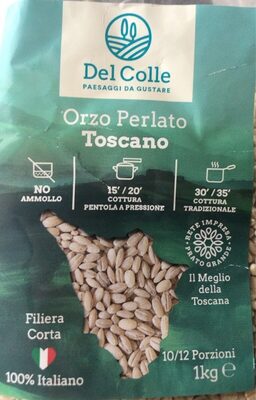 Del Colle
PAESAGGI DA GUSTARE
Orzo Perlato
Toscano
NO
AMMOLLO
15' / 20'
COTTURA
PENTOLA A PRESSIONE
30' / 35'
COTTURA
TRADIZIONALE
RETE IMPRESA
PRATO GRANDE
Il Meglio
della
Toscana
Filiera
Corta
100% Italiano
10/12 Porzioni
1kg e